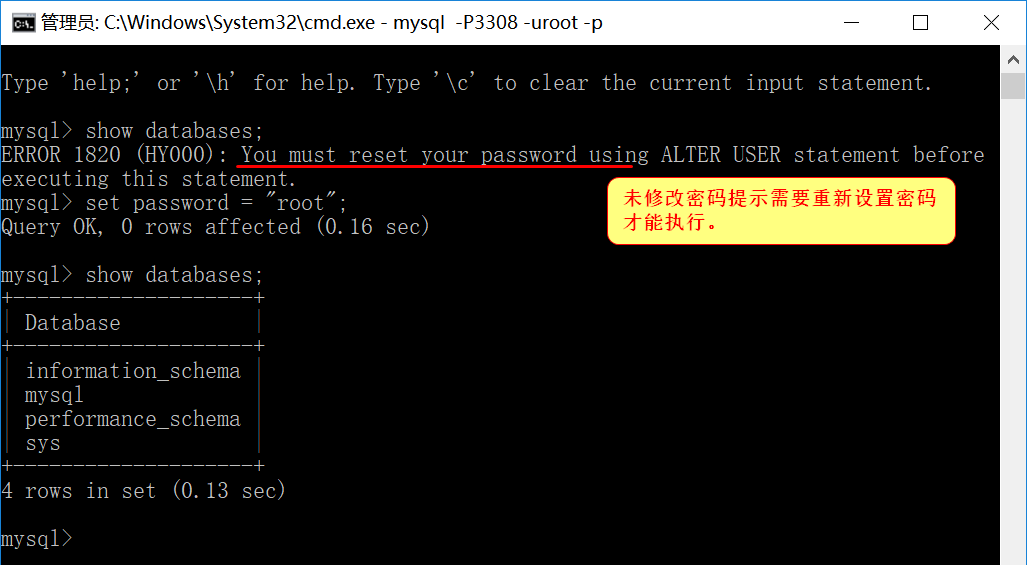 管理员: C:\Windows\System32\cmd.exe - mysql  -P3308 -uroot -p
Type 'help;' or '\h' for help. Type '\c' to clear the current input statement.
mysql> show databases;
ERROR 1820 (HY000): You must reset your password using ALTER USER statement before
executing this statement.
mysql> set password = "root";
未修改密码提示需要重新设置密码
才能执行。
Query OK, 0 rows affected (0.16 sec)
mysql> show databases;
+--------------------+
| Database           |
+--------------------+
| information_schema |
| mysql              |
| performance_schema |
| sys                |
+--------------------+
4 rows in set (0.13 sec)
mysql>